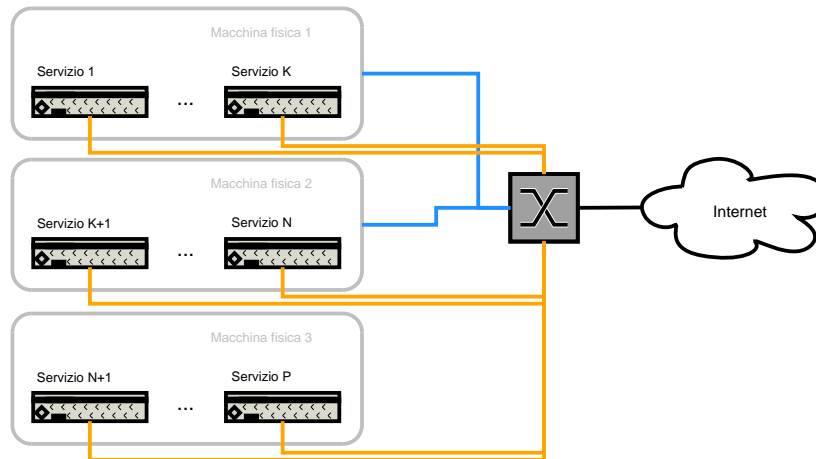 Macchina fisica 1
Servizio 1
...
Servizio K
Macchina fisica 2
Servizio K+1
...
Servizio N
Internet
Macchina fisica 3
Servizio N+1
...
Servizio P